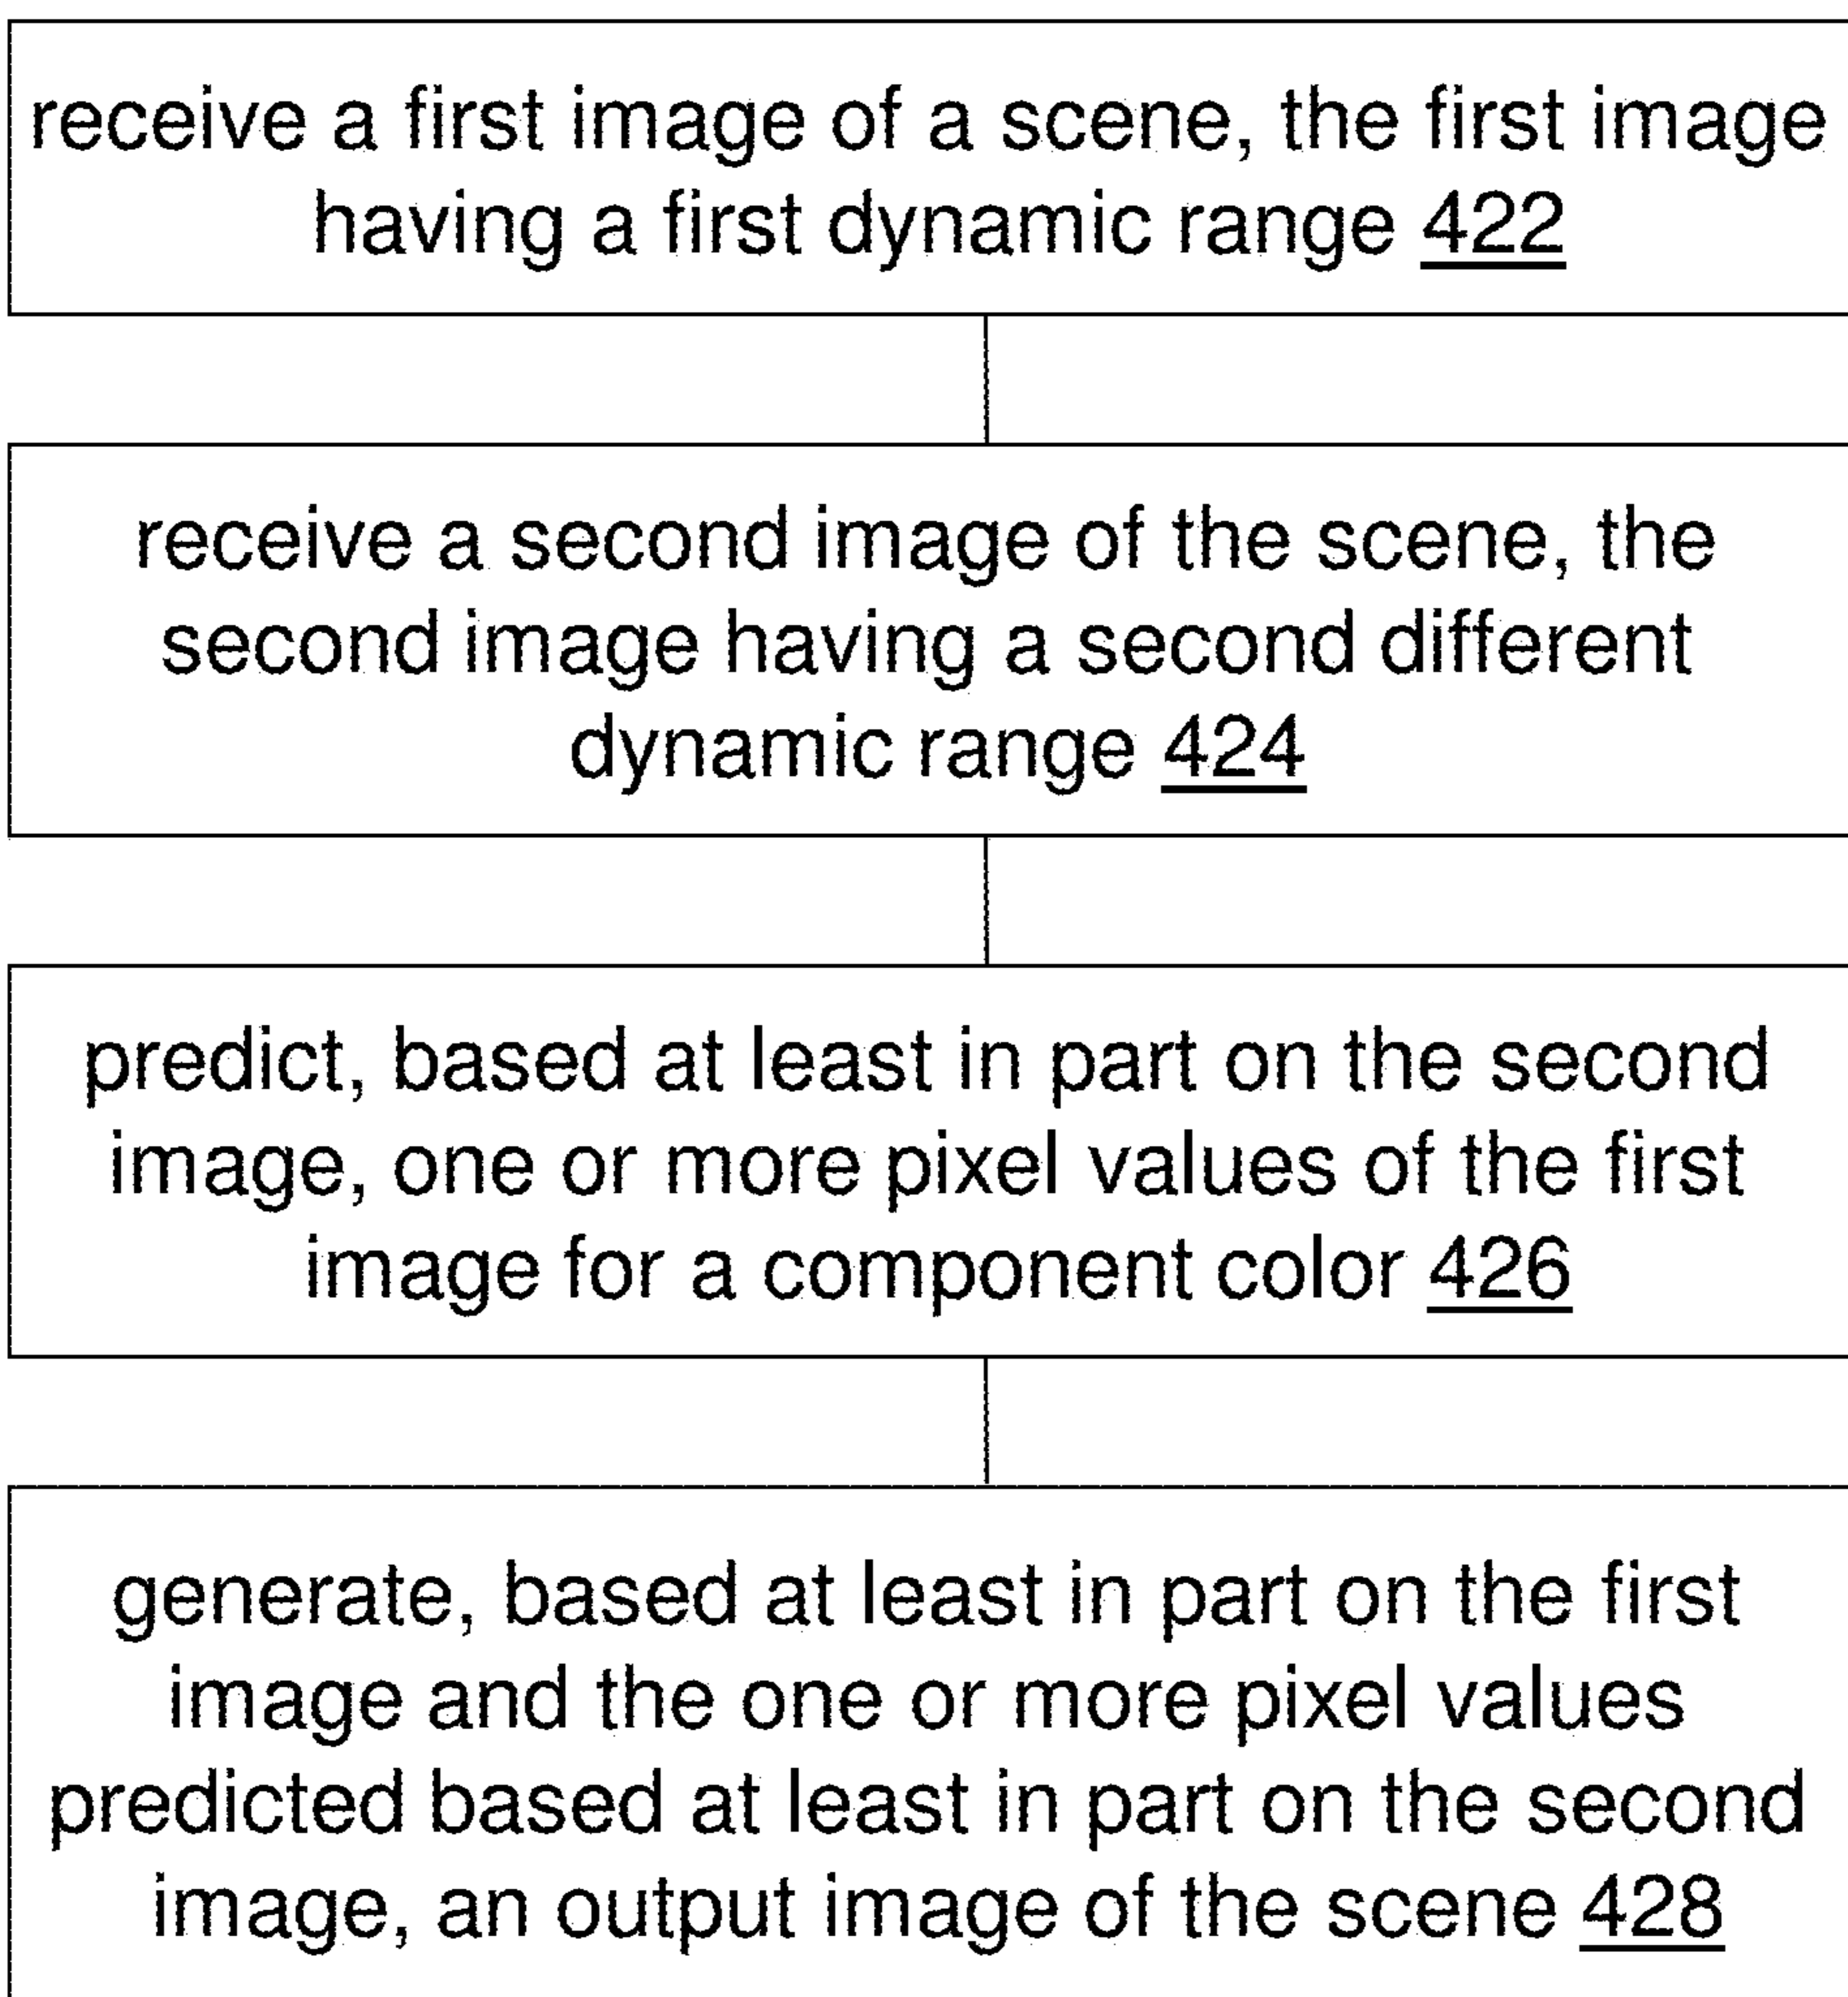 receive a first image of a scene, the first image
having a first dynamic range 422
receive a second image of the scene, the
second image having a second different
dynamic range 424
predict, based at least in part on the second
image, one or more pixel values of the first
image for a component color 426
generate, based at least in part on the first
image and the one or more pixel values
predicted based at least in part on the second
image, an output image of the scene 428